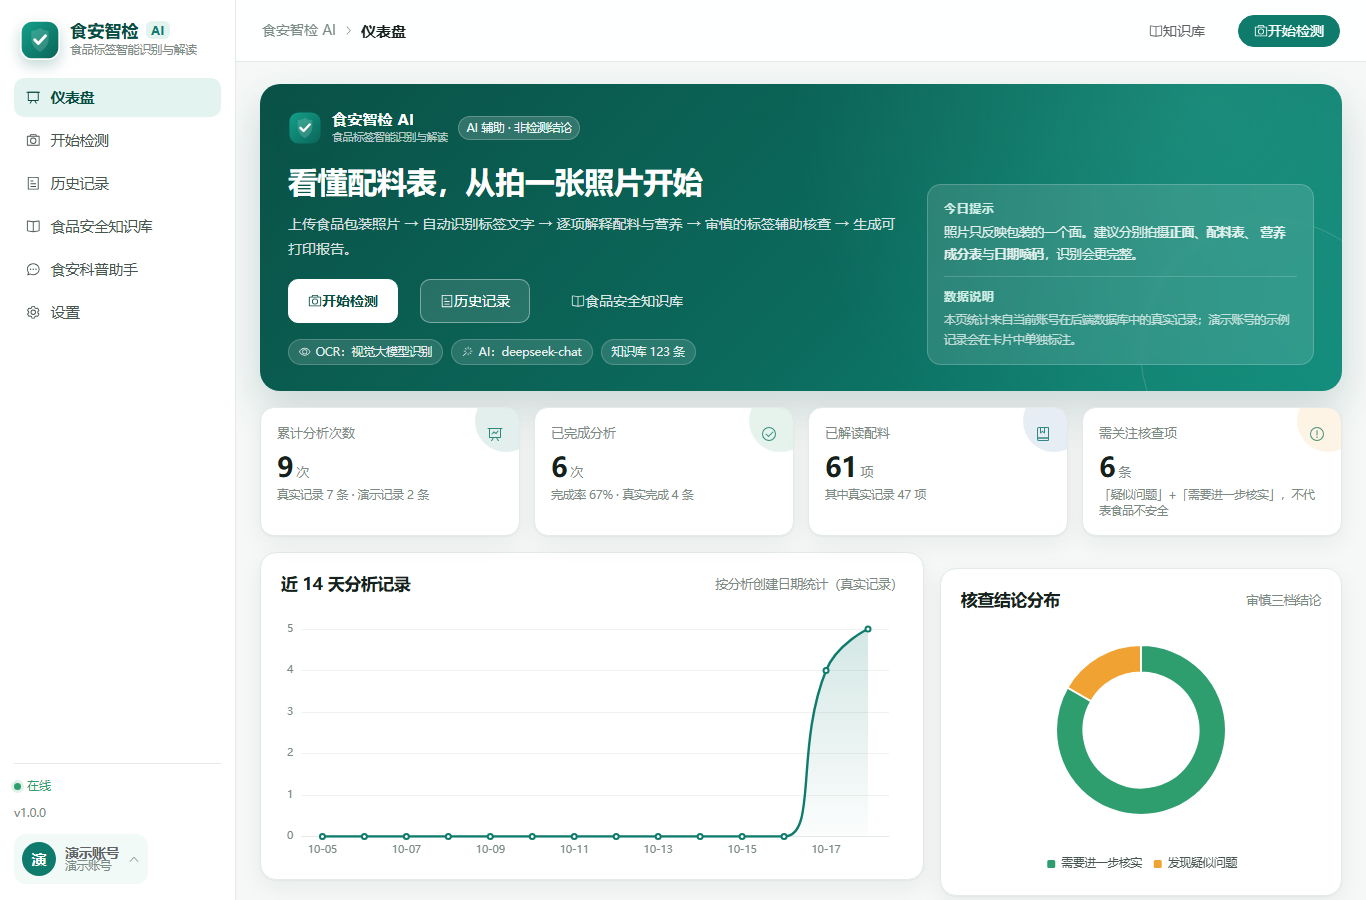 食安智检 AI
食品标签智能识别与解读
仪表盘
开始检测
历史记录
食品安全知识库
食安科普助手
设置
在线
v1.0.0
演
演示账号
演示账号
食安智检 AI > 仪表盘
知识库
开始检测
食安智检 AI
食品标签智能识别与解读
AI 辅助 · 非检测结论
看懂配料表，从拍一张照片开始
上传食品包装照片 → 自动识别标签文字 → 逐项解释配料与营养 → 审慎的标签辅助核查 → 生成可
打印报告。
开始检测
历史记录
食品安全知识库
OCR：视觉大模型识别
AI：deepseek-chat
知识库 123 条
今日提示
照片只反映包装的一个面。建议分别拍摄正面、配料表、营养
成分表与日期喷码，识别会更完整。
数据说明
本页统计来自当前账号在后端数据库中的真实记录；演示账号的示例
记录会在卡片中单独标注。
累计分析次数
9 次
真实记录 7 条 · 演示记录 2 条
已完成分析
6 次
完成率 67% · 真实完成 4 条
已解读配料
61 项
其中真实记录 47 项
需关注核查项
6 条
「疑似问题」+「需要进一步核实」，不代
表食品不安全
近 14 天分析记录
按分析创建日期统计（真实记录）
5
4
3
2
1
0
10-05
10-07
10-09
10-11
10-13
10-15
10-17
核查结论分布
审慎三档结论
需要进一步核实
发现疑似问题